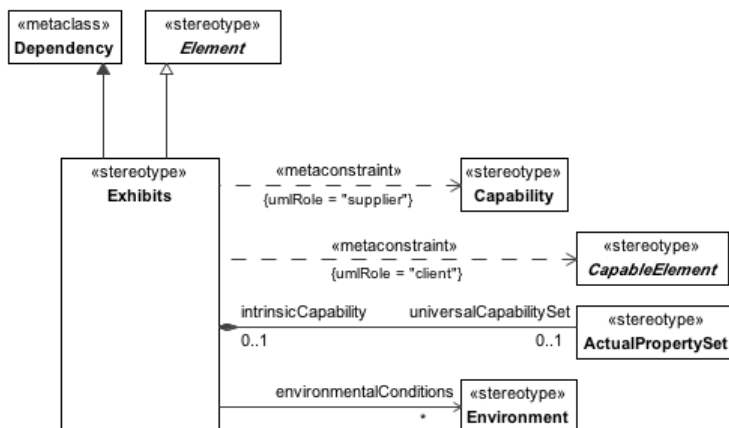 «metaclass»
Dependency
«stereotype»
Element
«stereotype»
Exhibits
«metaconstraint»
{umlRole = "supplier"}
«stereotype»
Capability
«metaconstraint»
{umlRole = "client"}
«stereotype»
CapableElement
intrinsicCapability
universalCapabilitySet
0..1
0..1
«stereotype»
ActualPropertySet
environmentalConditions
*
«stereotype»
Environment